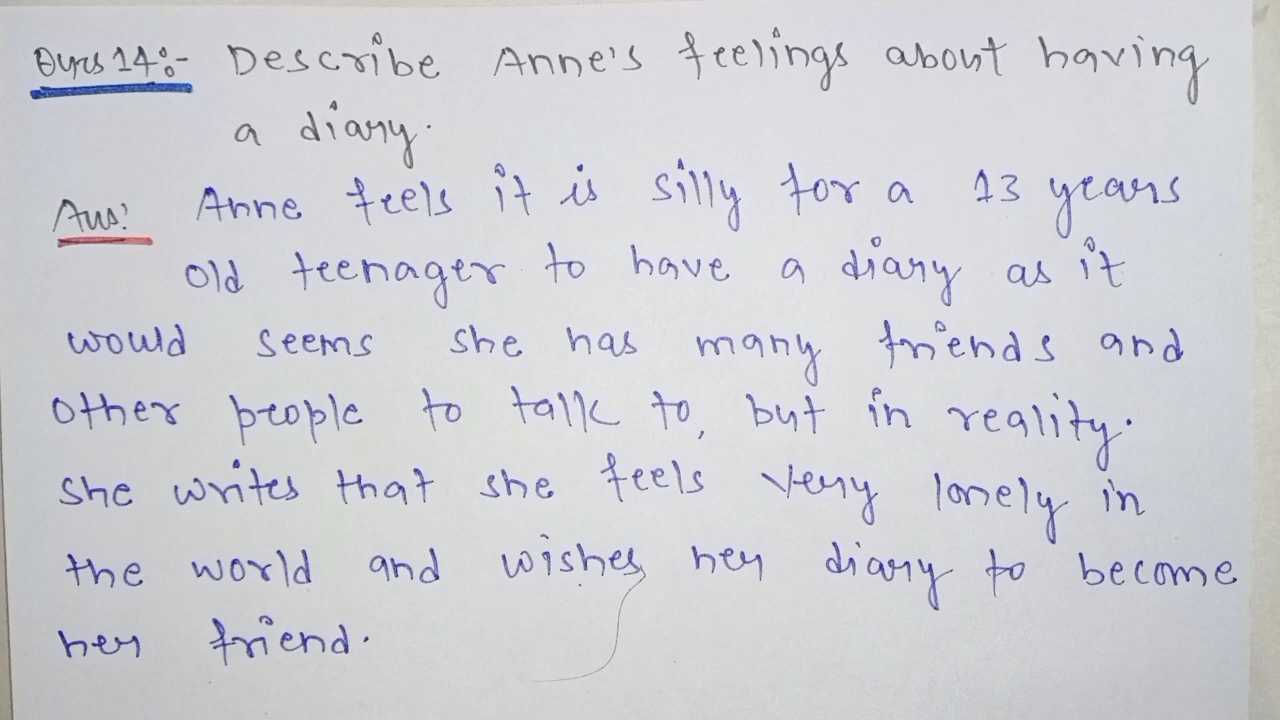 Qus 14:- Describe Anne's feelings about having
a diary.
Ans: Anne feels it is silly for a 13 years
old teenager to have a diary as it
would seems she has many friends and
other people to talk to, but in reality.
She writes that she feels very lonely in
the world and wishes her diary to become
her friend.